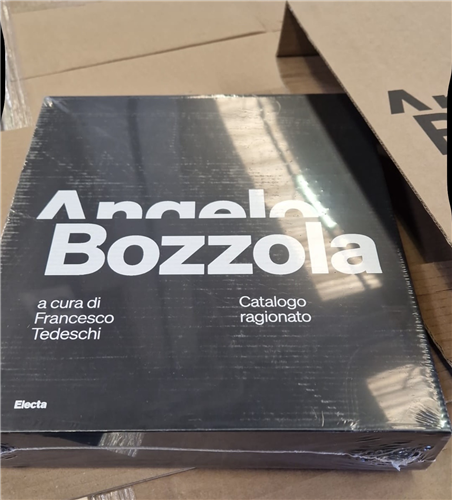 Angelo
Bozzola
a cura di
Francesco
Tedeschi
Catalogo
ragionato
Electa